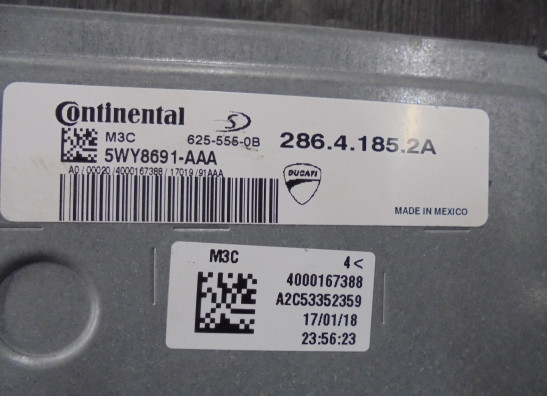 Continental
M3C 625-555-0B
286.4.185.2A
5WY8691-AAA
A0 / 00020 / 4000167388 / 17019 / 91AAA
DUCATI
MADE IN MEXICO
M3C 4<
4000167388
A2C53352359
17/01/18
23:56:23